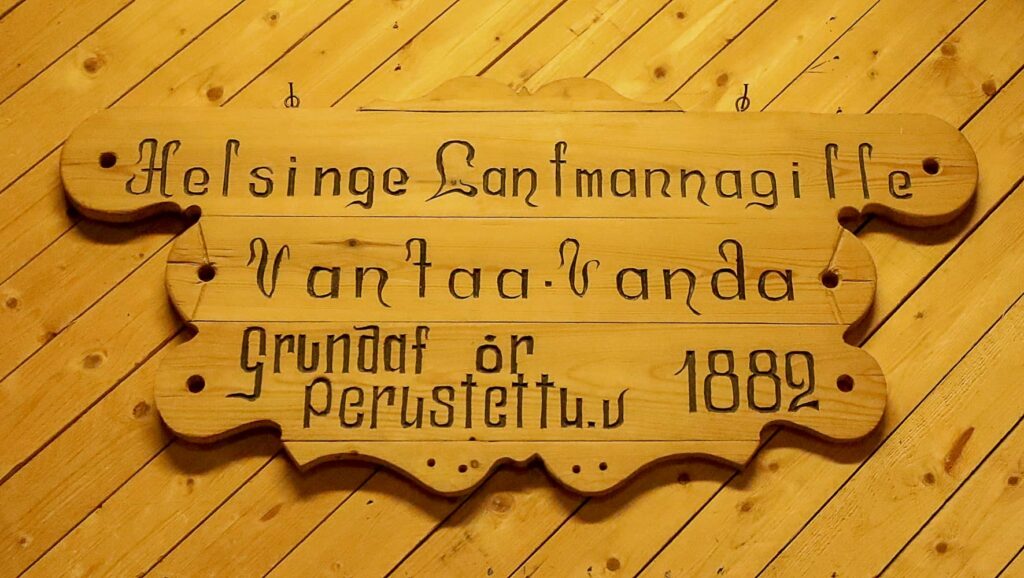 Helsinge Lantmannagille
Vantaa · Vanda
Grundat år 1882
Perustettu.v